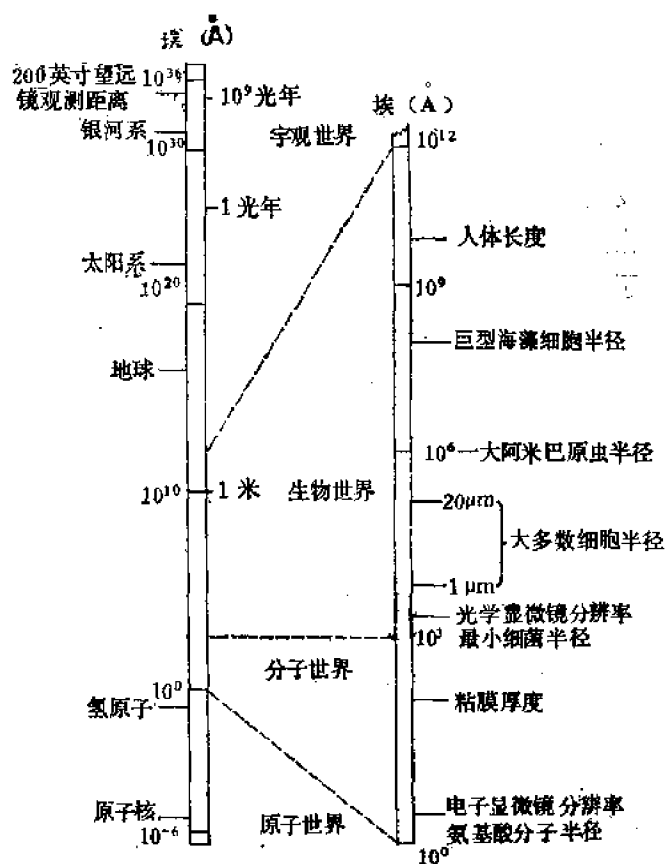 埃 (Å)
200英寸望远 10³⁶
镜观测距离
10⁹光年
银河系
10³⁰
1光年
太阳系
10²⁰
地球
10¹⁰
1米
10⁰
氢原子
原子核
10⁻⁶
宇观世界
生物世界
分子世界
原子世界
埃 (Å)
10¹²
人体长度
10⁹
巨型海藻细胞半径
10⁶ 大阿米巴原虫半径
20μm
大多数细胞半径
1μm
光学显微镜分辨率
10³ 最小细菌半径
粘膜厚度
电子显微镜分辨率
氨基酸分子半径
10⁰